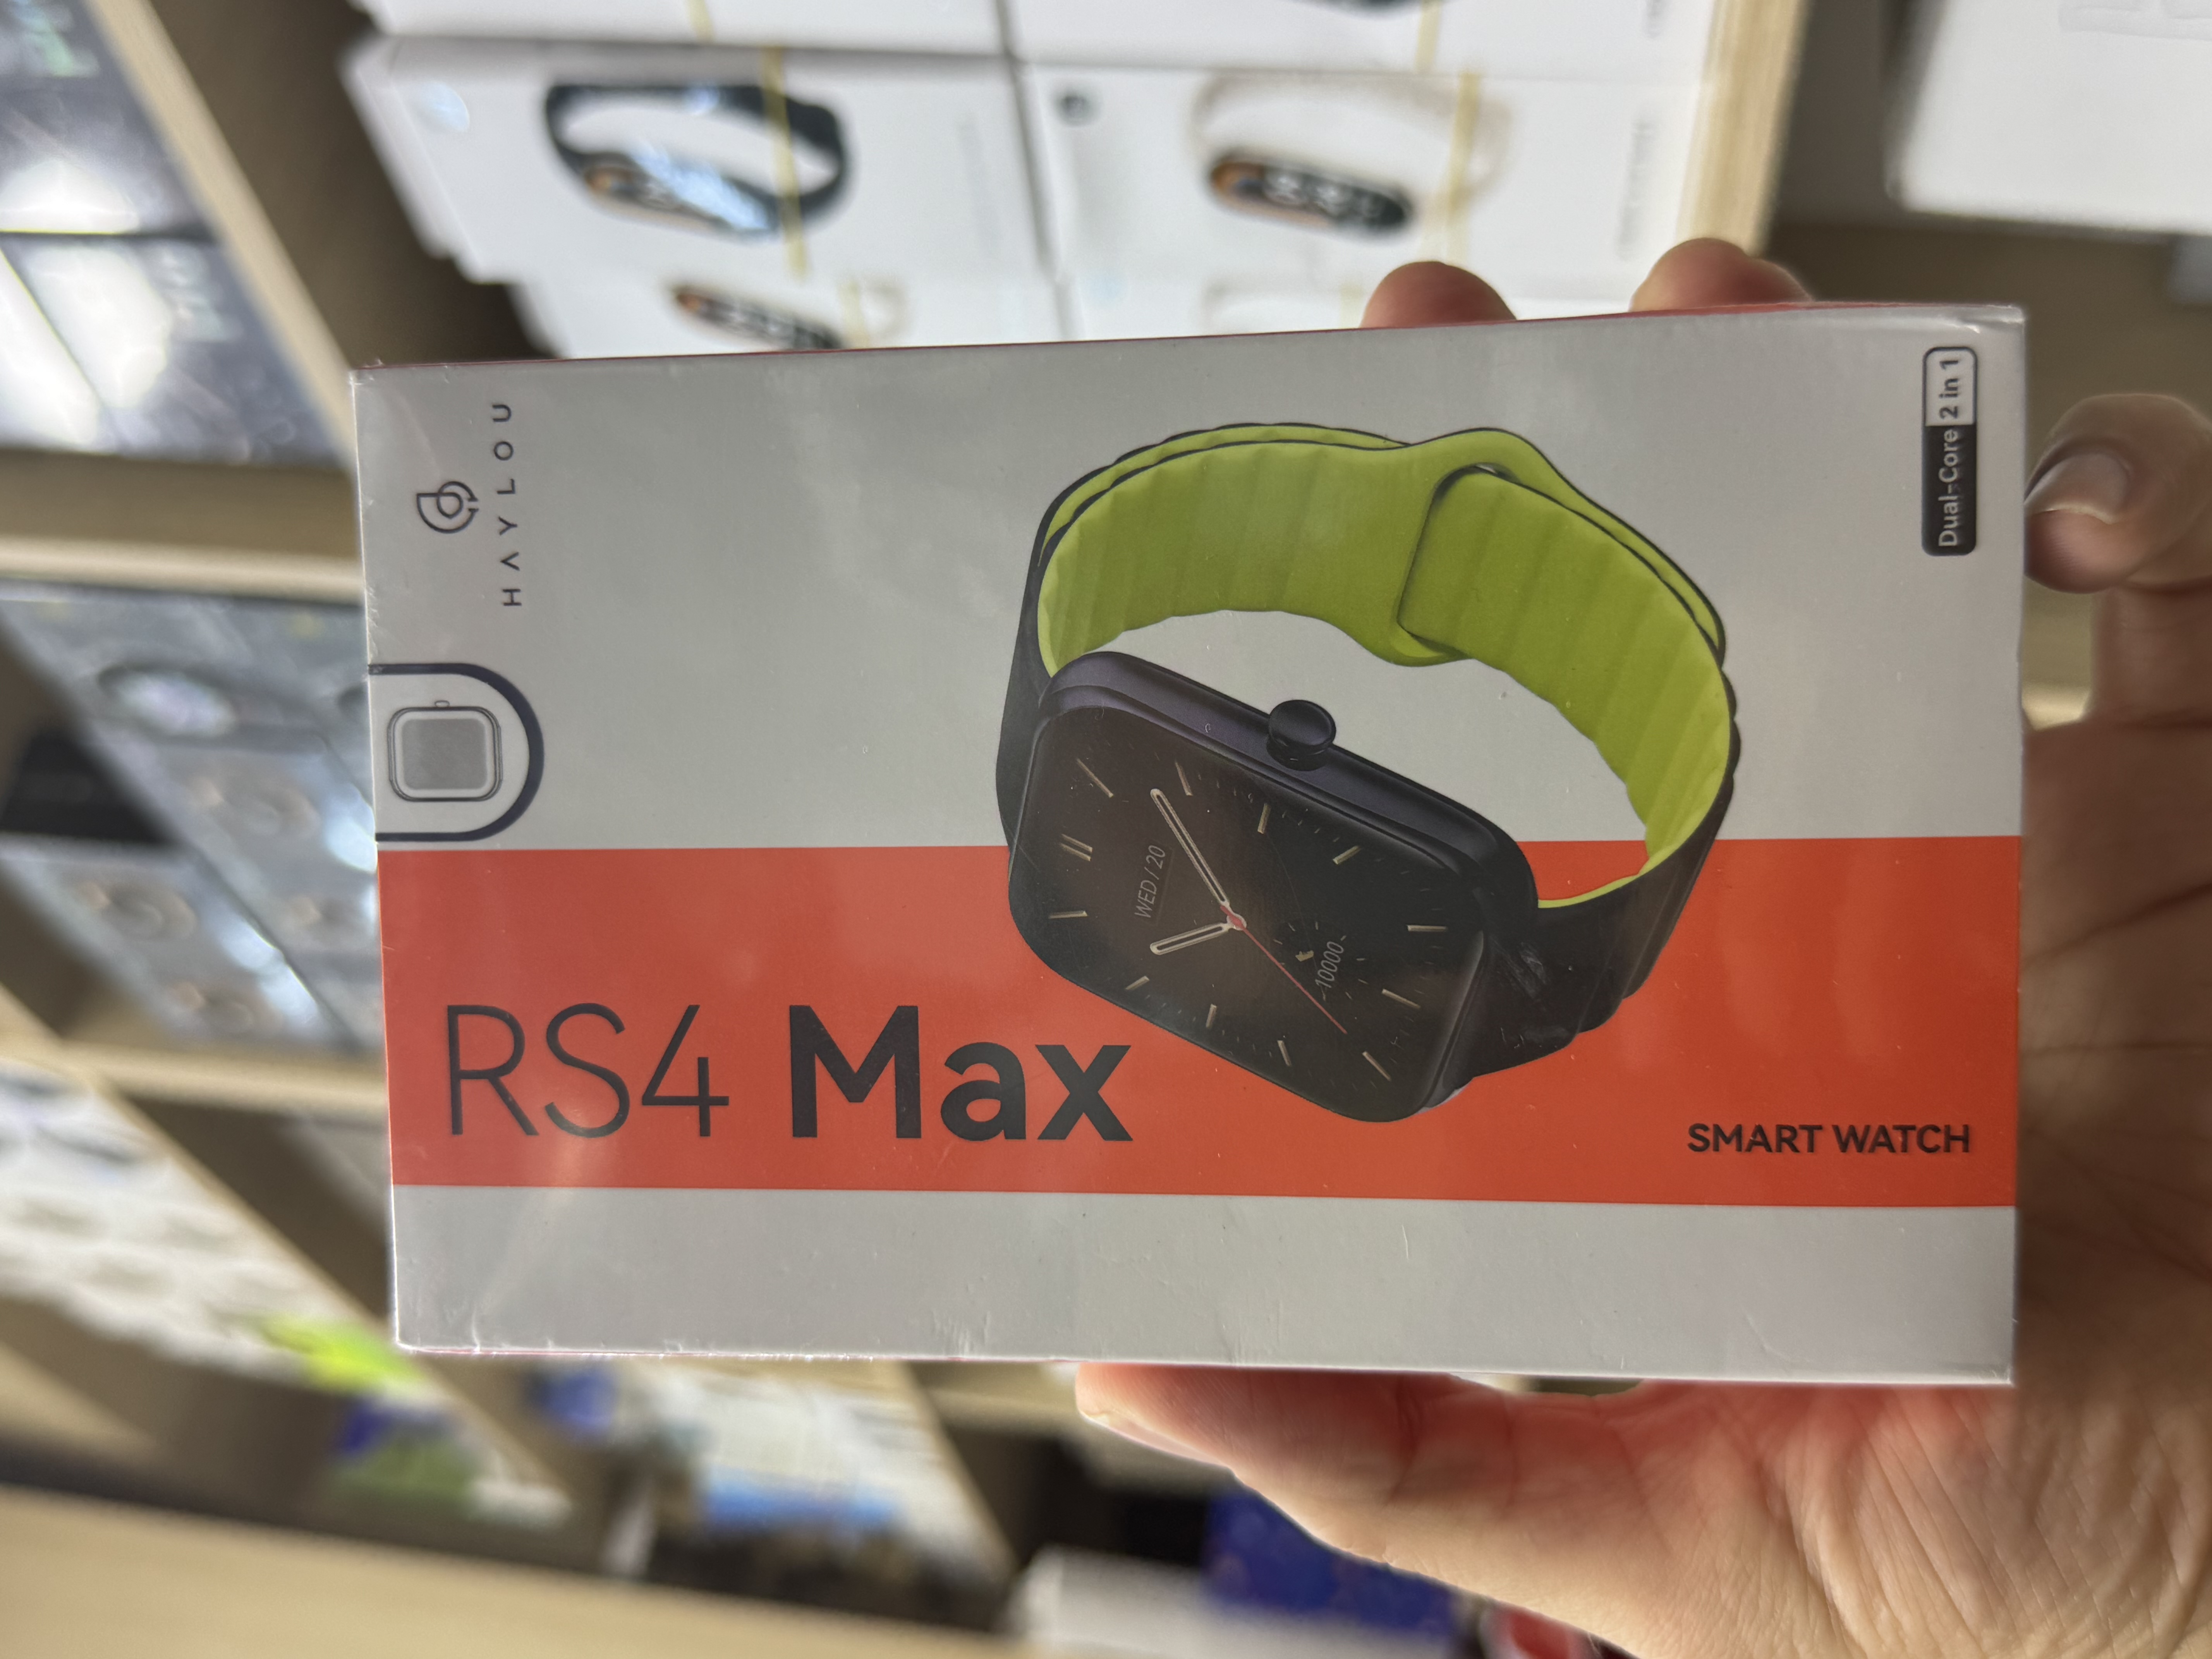 HAYLOU
Dual-Core 2 in 1
WED / 20
10000
RS4 Max
SMART WATCH